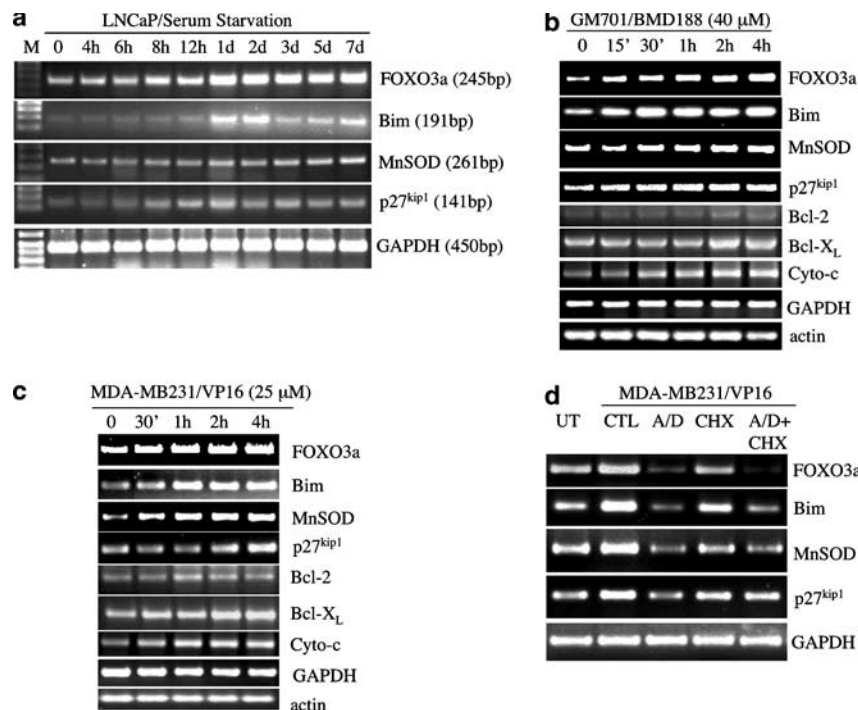 a
LNCaP/Serum Starvation
M 0 4h 6h 8h 12h 1d 2d 3d 5d 7d
FOXO3a (245bp)
Bim (191bp)
MnSOD (261bp)
p27kip1 (141bp)
GAPDH (450bp)
b
GM701/BMD188 (40 μM)
0 15’ 30’ 1h 2h 4h
FOXO3a
Bim
MnSOD
p27kip1
Bcl-2
Bcl-XL
Cyto-c
GAPDH
actin
c
MDA-MB231/VP16 (25 μM)
0 30’ 1h 2h 4h
FOXO3a
Bim
MnSOD
p27kip1
Bcl-2
Bcl-XL
Cyto-c
GAPDH
actin
d
MDA-MB231/VP16
UT CTL A/D CHX A/D+
CHX
FOXO3a
Bim
MnSOD
p27kip1
GAPDH